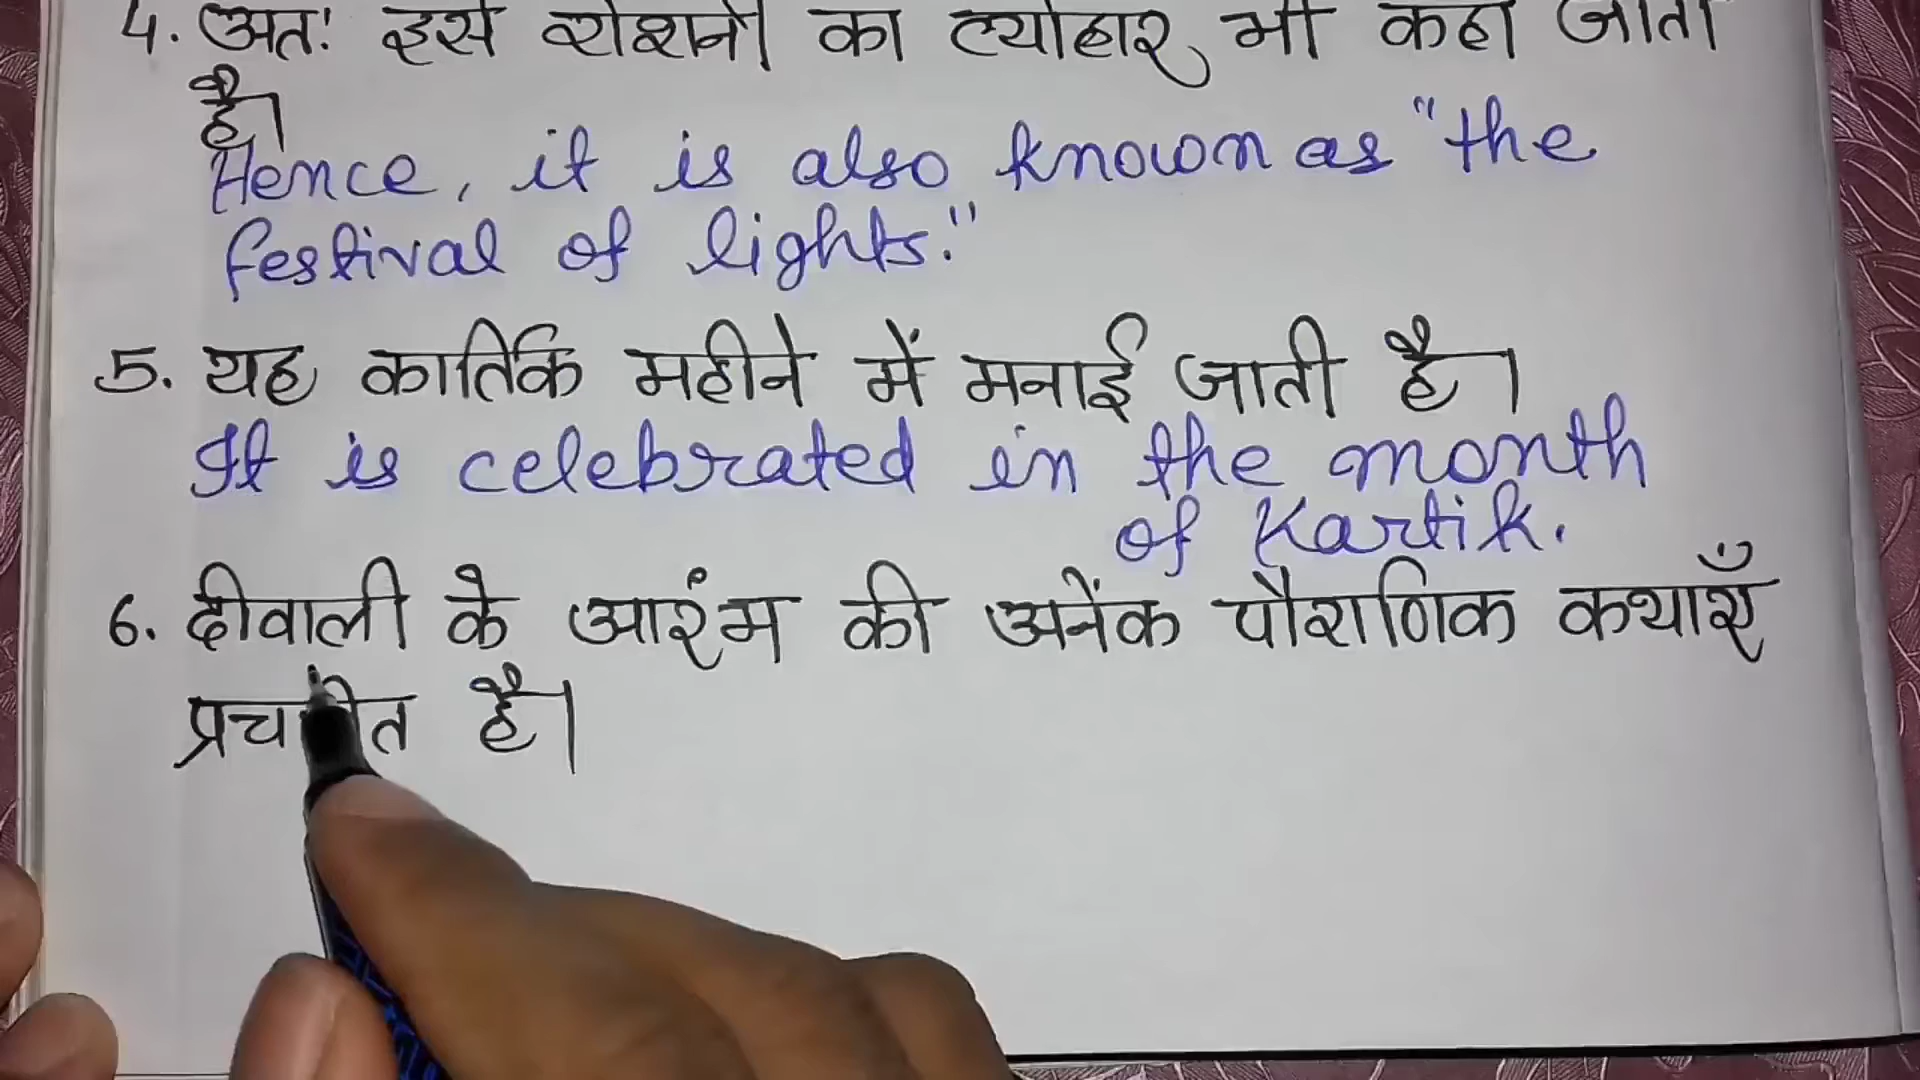 4. अतः इसे रोशनी का त्योहार भी कहा जाता
है।
Hence, it is also known as "the
festival of lights."
5. यह कार्तिक महीने में मनाई जाती है।
It is celebrated in the month
of Kartik.
6. दीवाली के आरंभ की अनेंक पौराणिक कथाएँ
है।